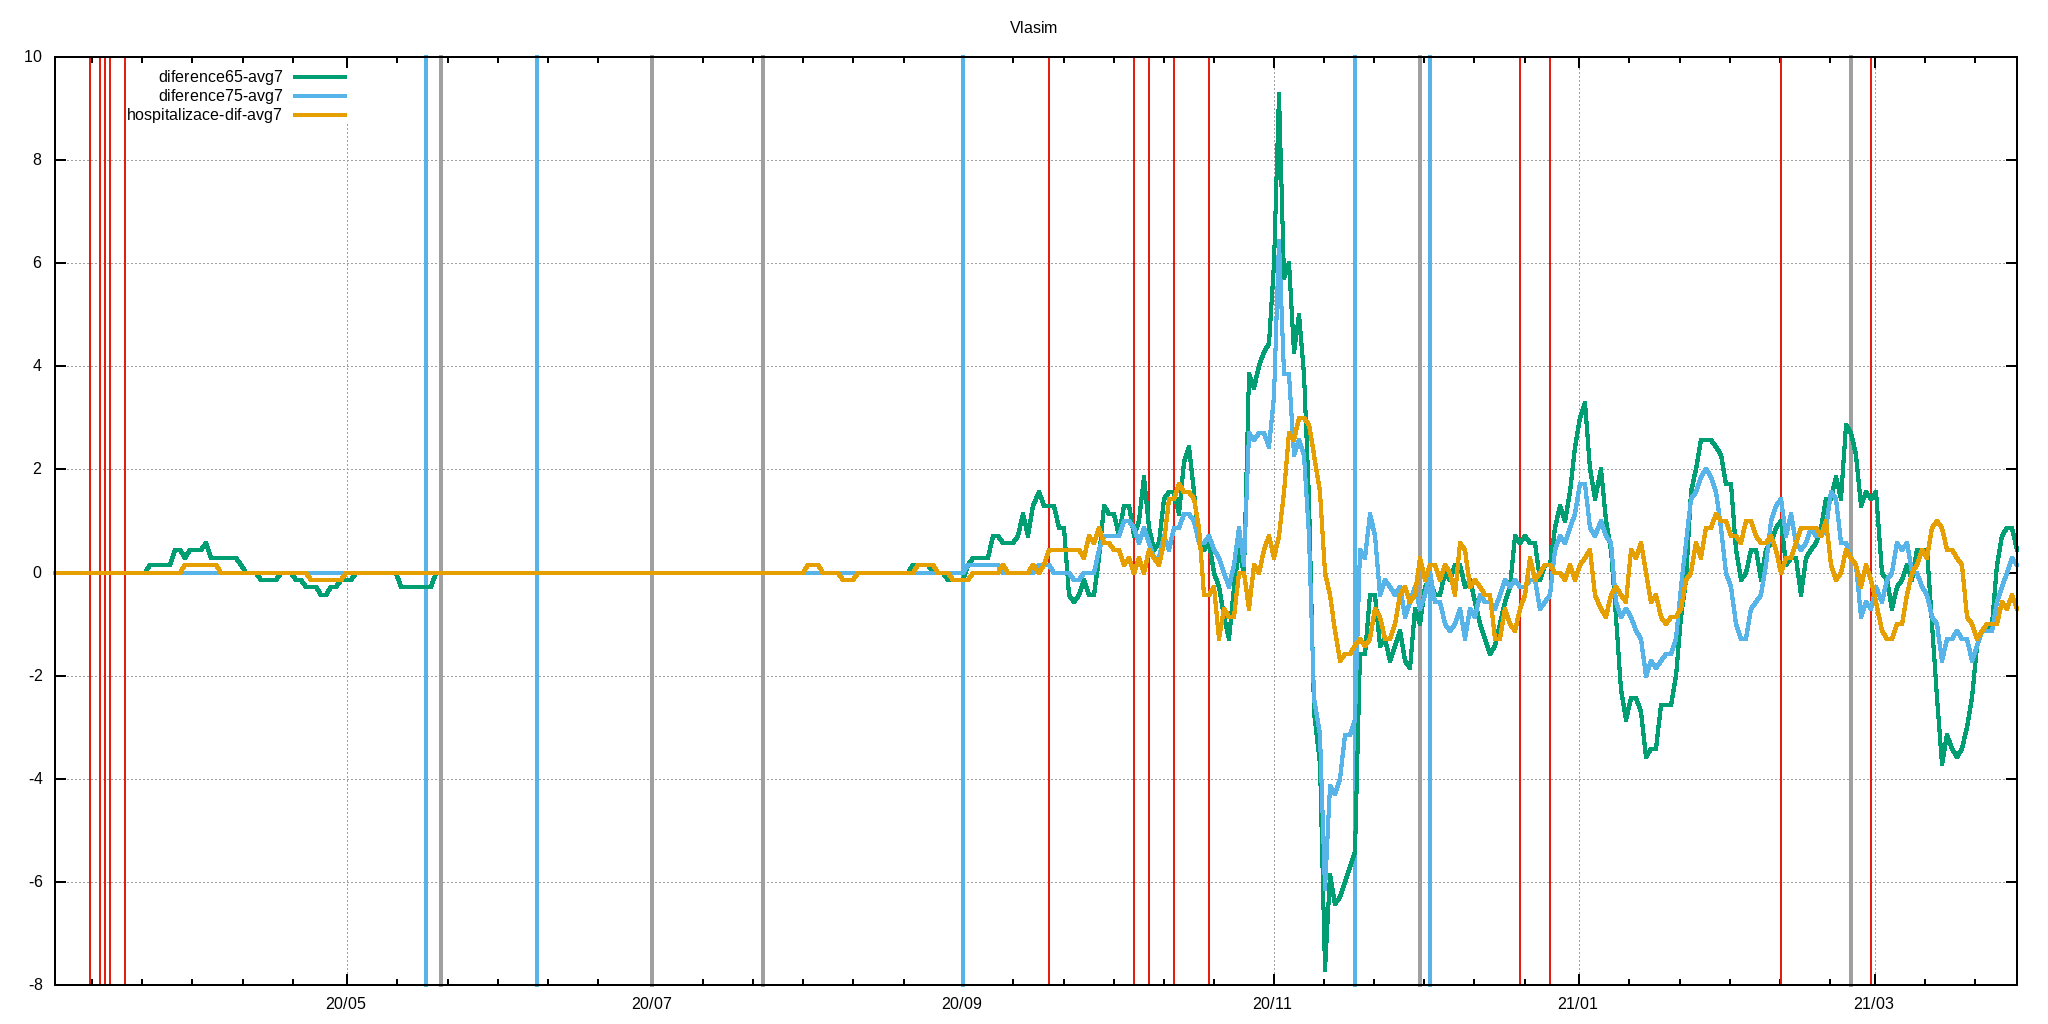 Vlasim
10
diference65-avg7
diference75-avg7
hospitalizace-dif-avg7
8
6
4
2
0
-2
-4
-6
-8
20/05 20/07 20/09 20/11 21/01 21/03